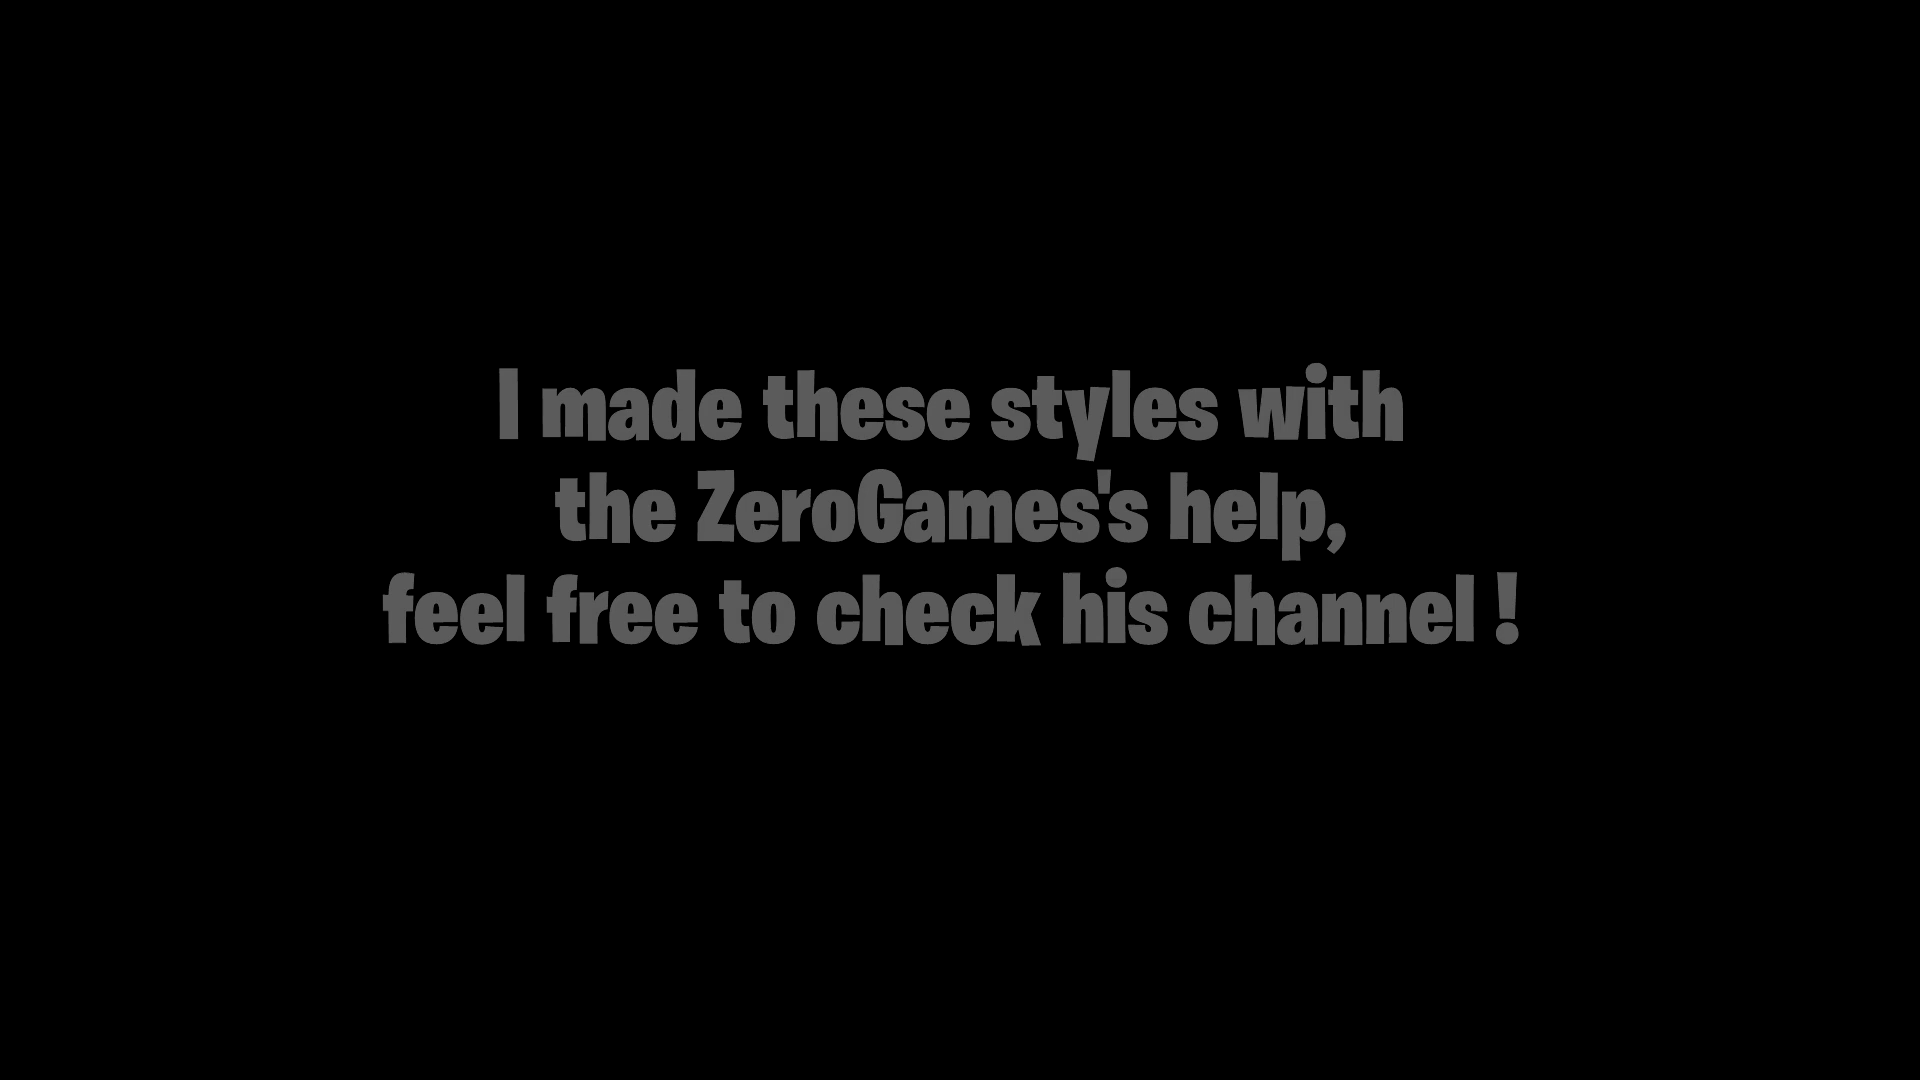 I made these styles with
the ZeroGames's help,
feel free to check his channel !